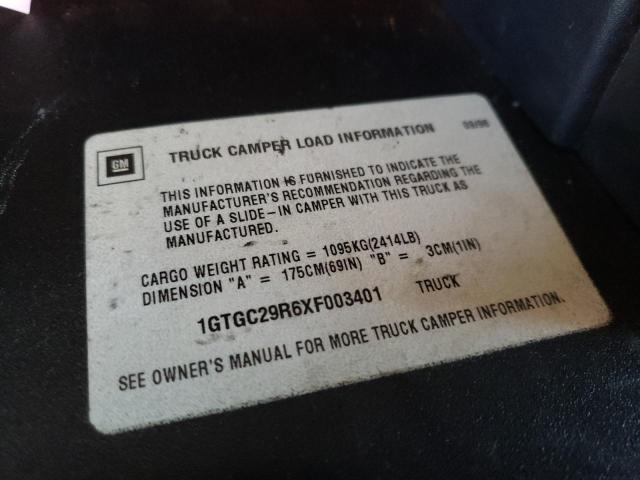 GM
TRUCK CAMPER LOAD INFORMATION 09/98
THIS INFORMATION IS FURNISHED TO INDICATE THE
MANUFACTURER'S RECOMMENDATION REGARDING THE
USE OF A SLIDE-IN CAMPER WITH THIS TRUCK AS
MANUFACTURED.
CARGO WEIGHT RATING = 1095KG(2414LB)
DIMENSION "A" = 175CM(69IN) "B" = 3CM(1IN)
1GTGC29R6XF003401 TRUCK
SEE OWNER'S MANUAL FOR MORE TRUCK CAMPER INFORMATION.